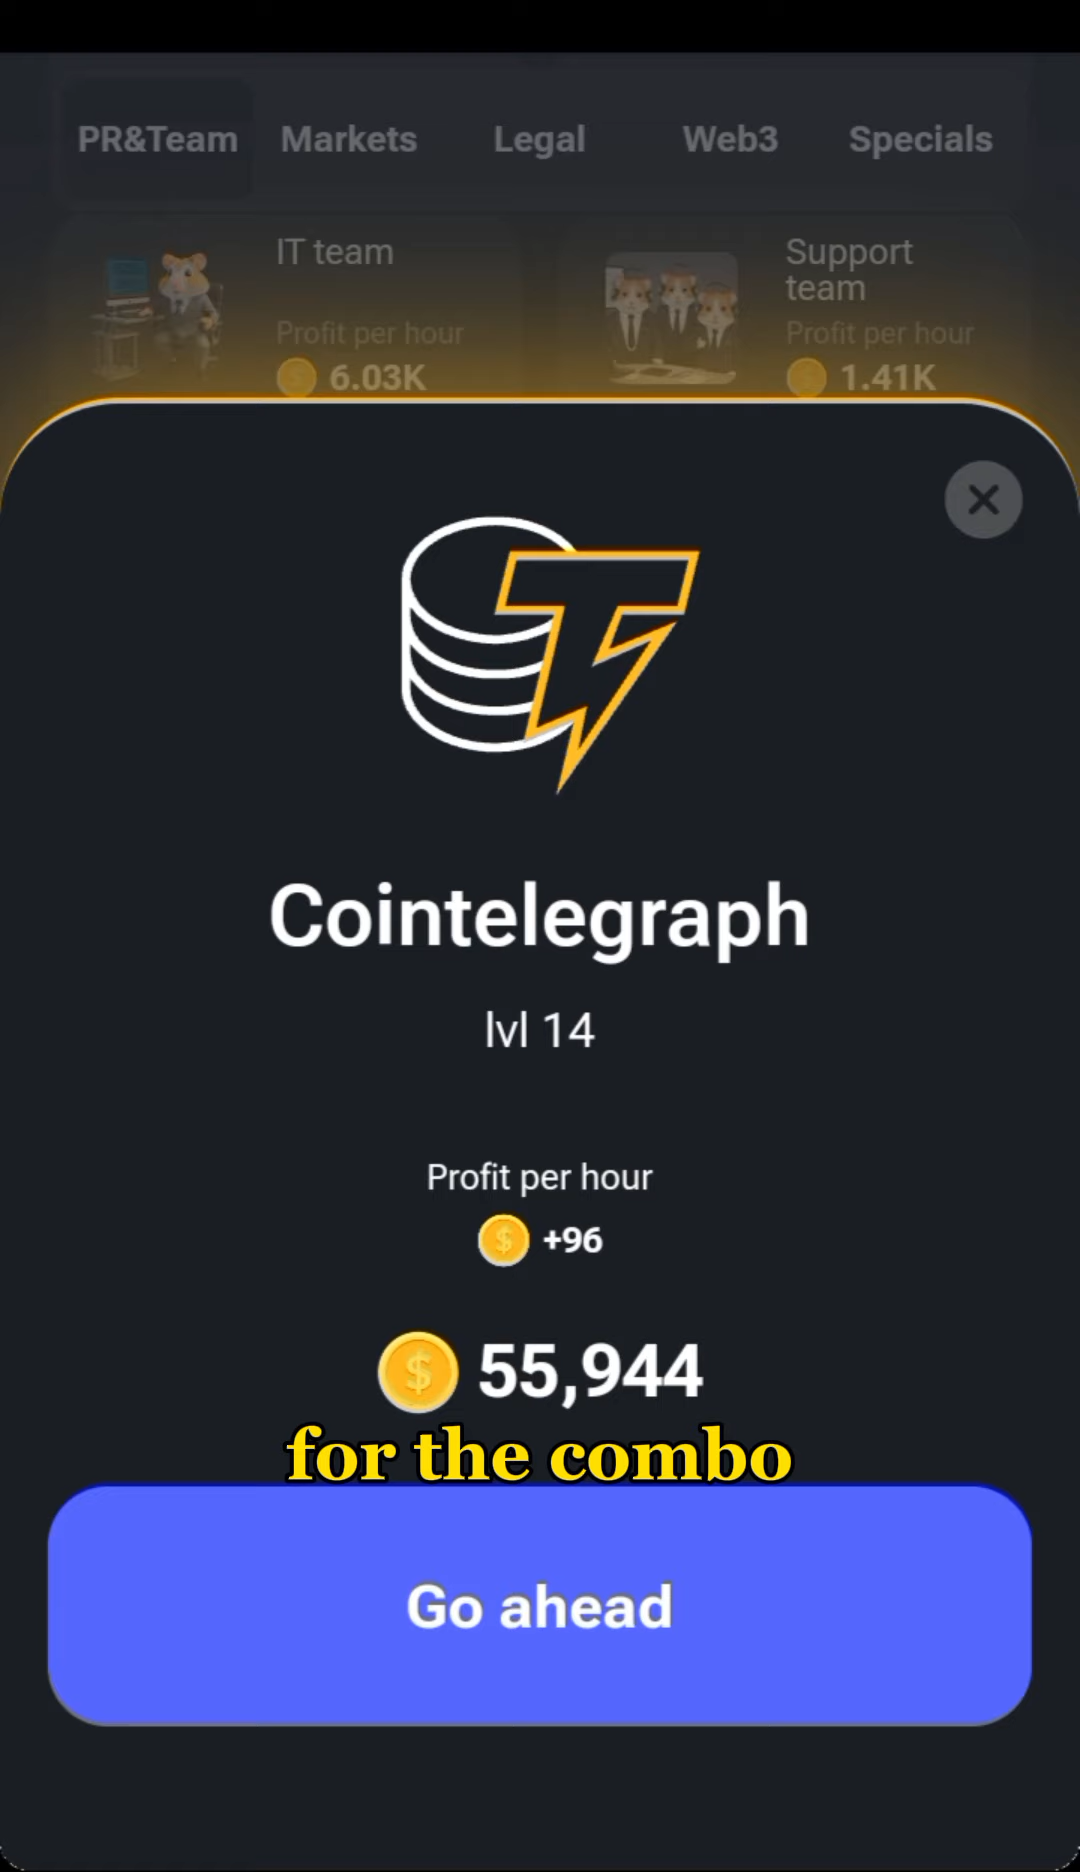 PR&Team
Markets
Legal
Web3
Specials
IT team
Profit per hour
6.03K
Support
team
Profit per hour
1.41K
Cointelegraph
lvl 14
Profit per hour
+96
55,944
for the combo
Go ahead